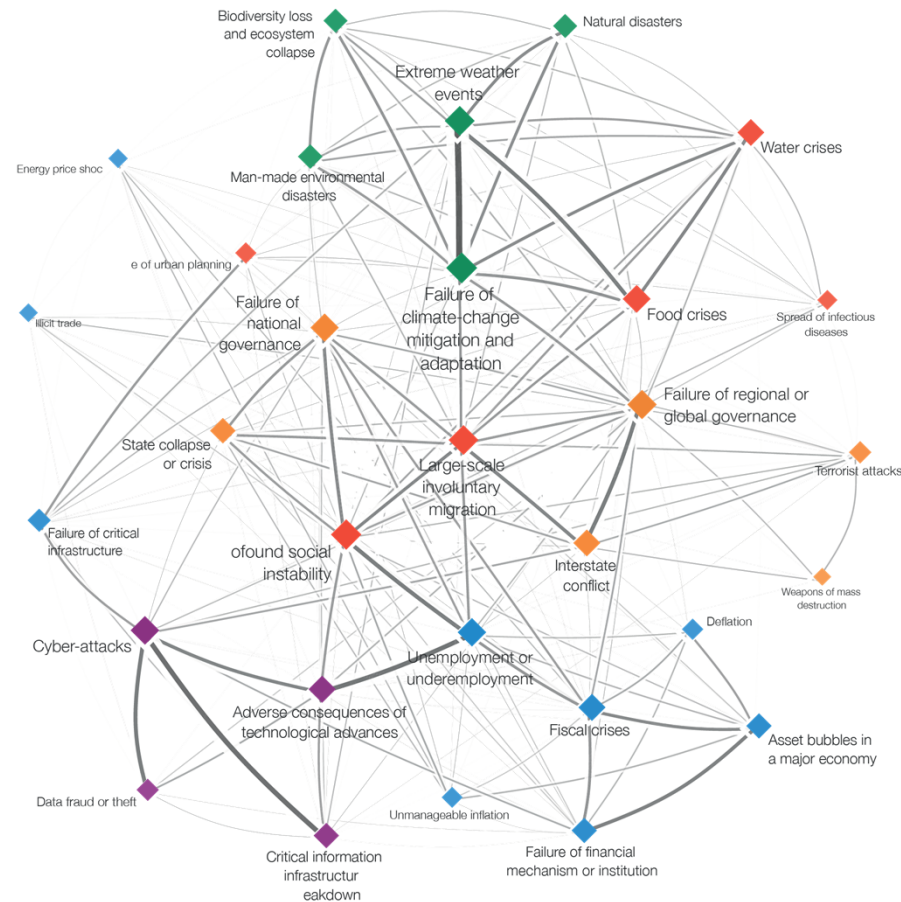 Biodiversity loss
and ecosystem
collapse
Natural disasters
Extreme weather
events
Water crises
Energy price shoc
Man-made environmental
disasters
e of urban planning
Failure of
national
governance
Failure of
climate-change
mitigation and
adaptation
Food crises
Spread of infectious
diseases
Illicit trade
Failure of regional or
global governance
State collapse
or crisis
Large-scale
involuntary
migration
Terrorist attacks
Failure of critical
infrastructure
ofound social
instability
Interstate
conflict
Weapons of mass
destruction
Deflation
Cyber-attacks
Unemployment or
underemployment
Adverse consequences of
technological advances
Fiscal crises
Asset bubbles in
a major economy
Data fraud or theft
Unmanageable inflation
Critical information
infrastructur
eakdown
Failure of financial
mechanism or institution